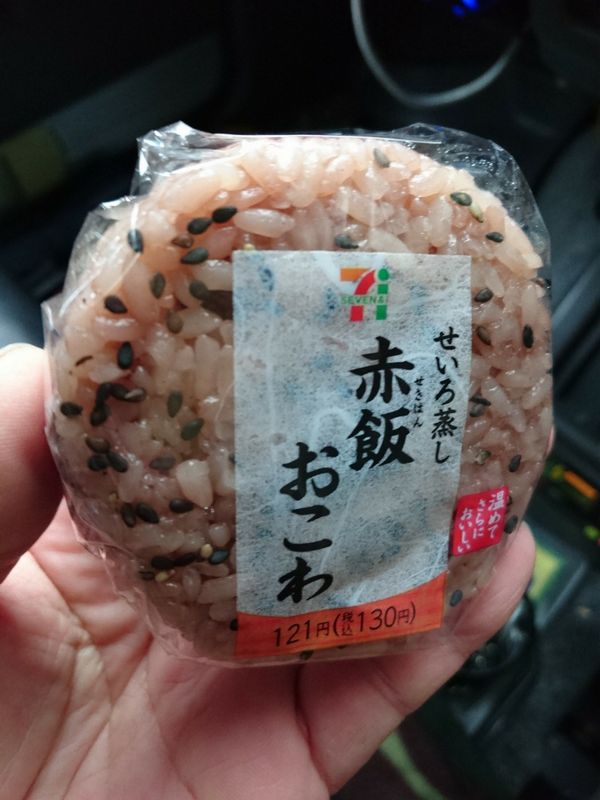 SEVEN&i
せいろ蒸し
赤飯
せきはん
おこわ
温めて
さらに
おいしい
121円(税込130円)